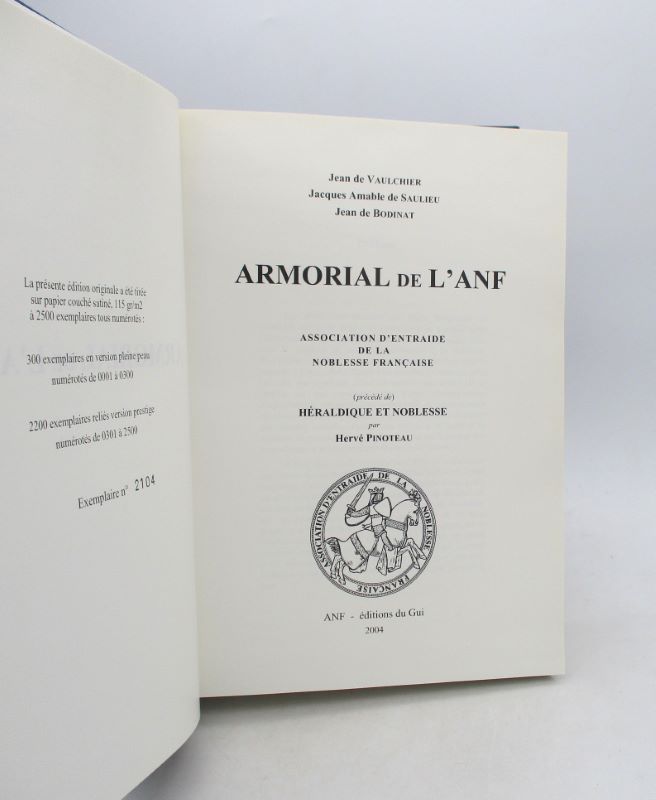 La présente édition originale a été tirée
sur papier couché satiné, 115 gr/m2
à 2500 exemplaires tous numérotés :
300 exemplaires en version pleine peau
numérotés de 0001 à 0300
2200 exemplaires reliés version prestige
numérotés de 0301 à 2500
Exemplaire n° 2104
Jean de VAULCHIER
Jacques Amable de SAULIEU
Jean de BODINAT
ARMORIAL DE L'ANF
ASSOCIATION D'ENTRAIDE
DE LA
NOBLESSE FRANÇAISE
(précédé de)
HÉRALDIQUE ET NOBLESSE
par
Hervé PINOTEAU
ASSOCIATION D'ENTRAIDE DE LA NOBLESSE FRANÇAISE
ANF - éditions du Gui
2004